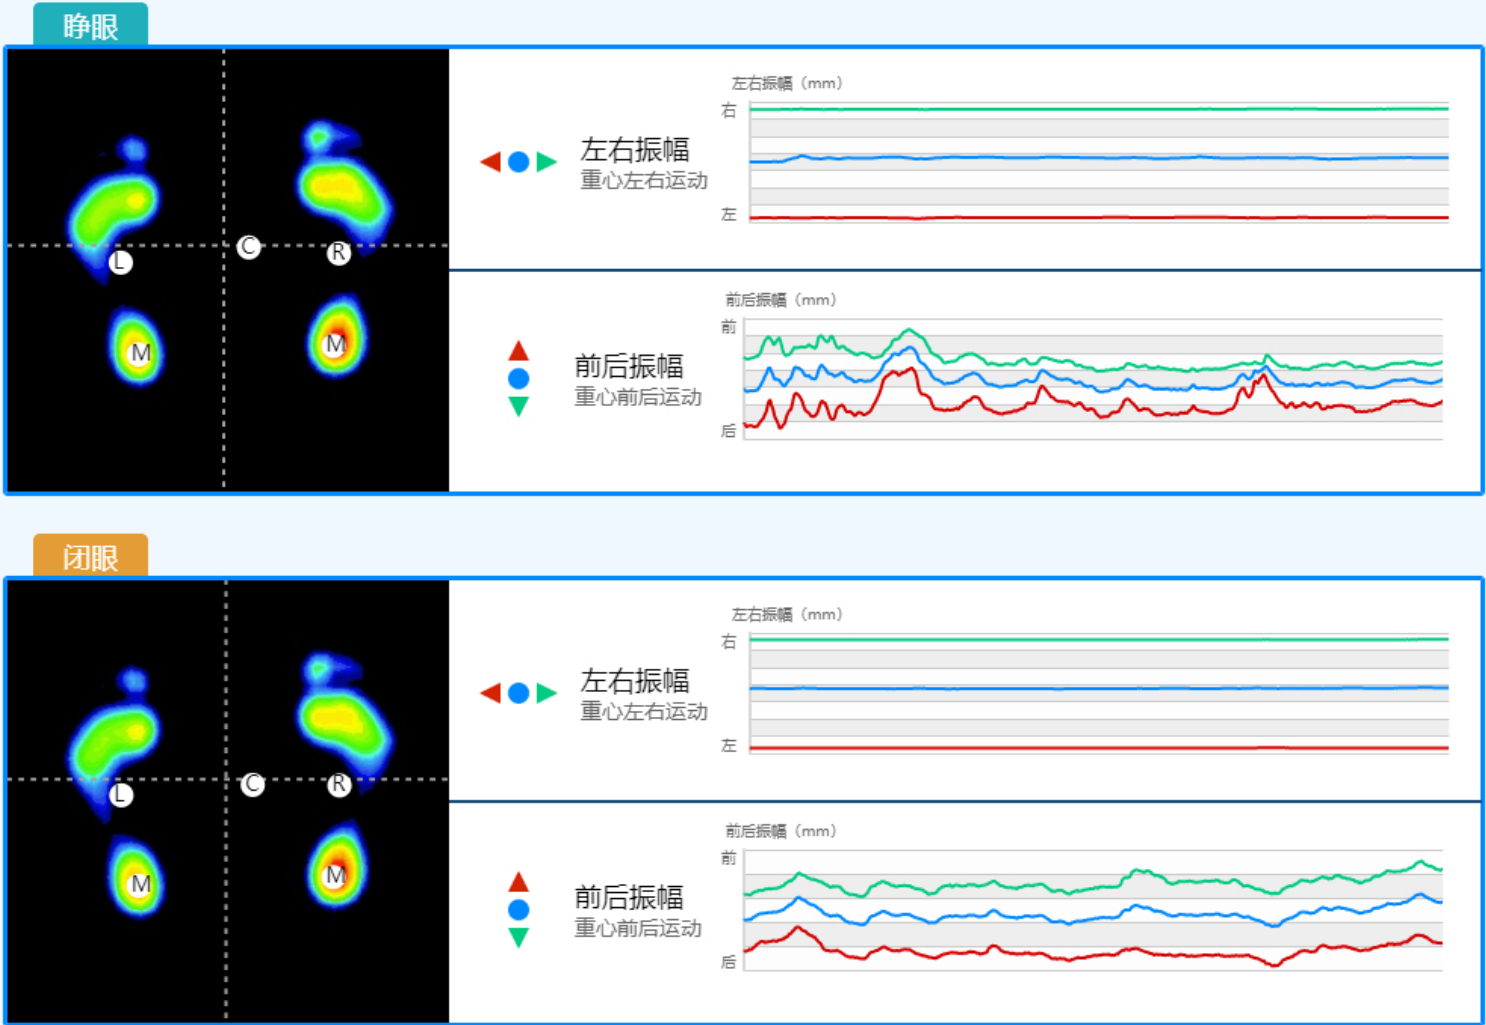 睁眼
左右振幅（mm）
右
左右振幅
重心左右运动
左
C
L
R
前后振幅（mm）
前
M
M
前后振幅
重心前后运动
后
闭眼
左右振幅（mm）
右
左右振幅
重心左右运动
左
C
L
R
前后振幅（mm）
前
M
M
前后振幅
重心前后运动
后